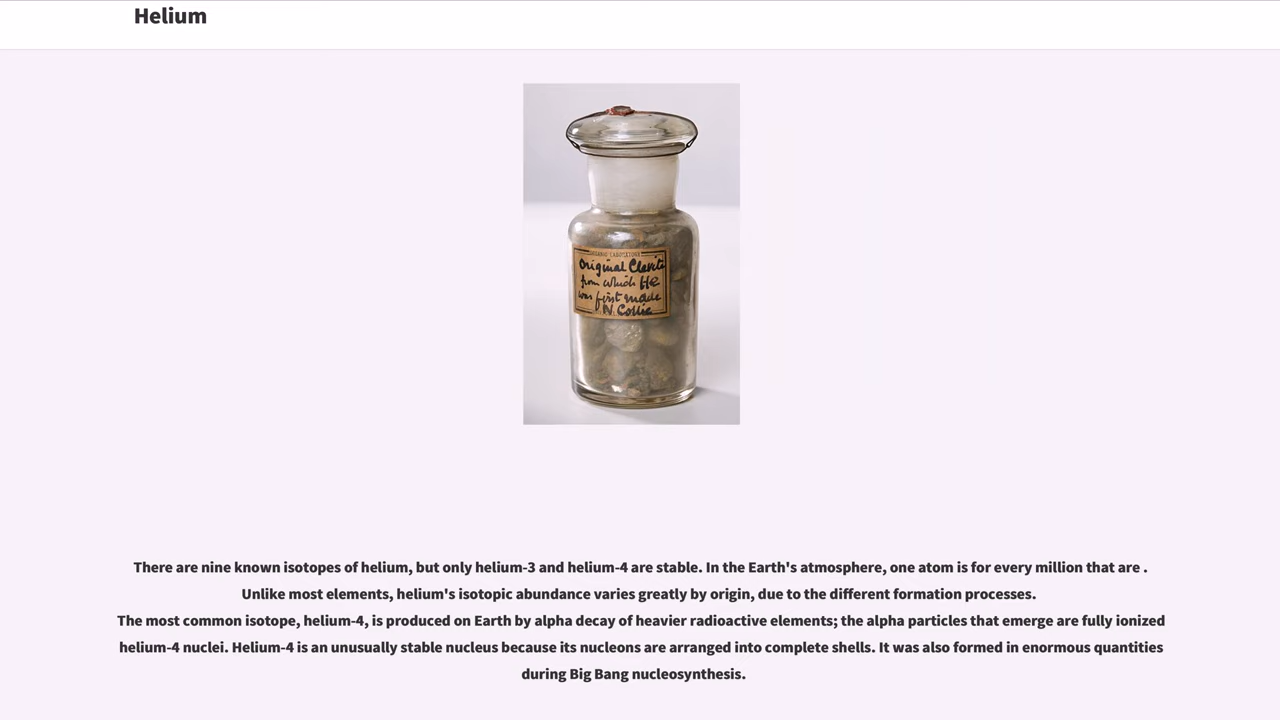 Helium
Original Cleveite
from which He
was first made
N. Collie
There are nine known isotopes of helium, but only helium-3 and helium-4 are stable. In the Earth's atmosphere, one atom is for every million that are .
Unlike most elements, helium's isotopic abundance varies greatly by origin, due to the different formation processes.
The most common isotope, helium-4, is produced on Earth by alpha decay of heavier radioactive elements; the alpha particles that emerge are fully ionized
helium-4 nuclei. Helium-4 is an unusually stable nucleus because its nucleons are arranged into complete shells. It was also formed in enormous quantities
during Big Bang nucleosynthesis.